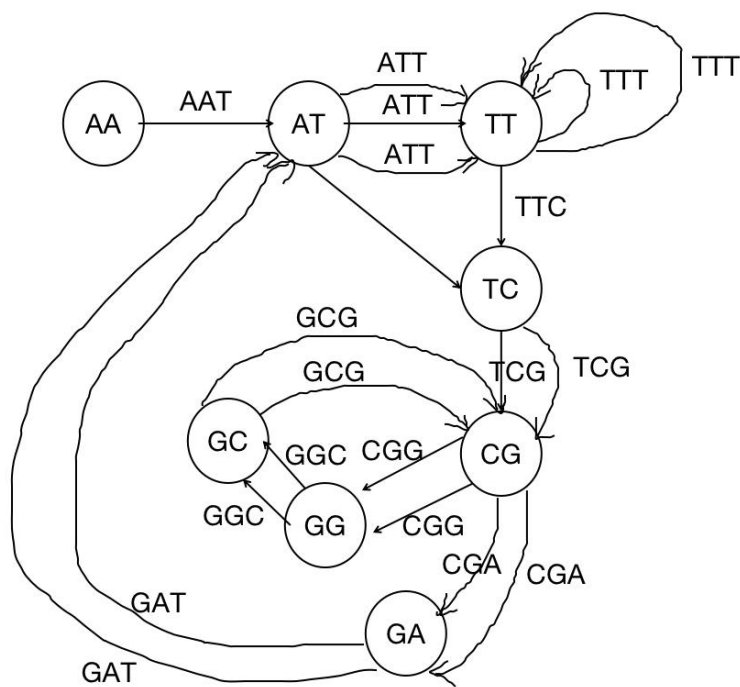 ATT
TTT
TTT
AAT
ATT
AA
AT
TT
ATT
TTC
TC
GCG
GCG
TCG
TCG
GC
GGC
CGG
CG
GGC
GG
CGG
CGA
CGA
GAT
GA
GAT